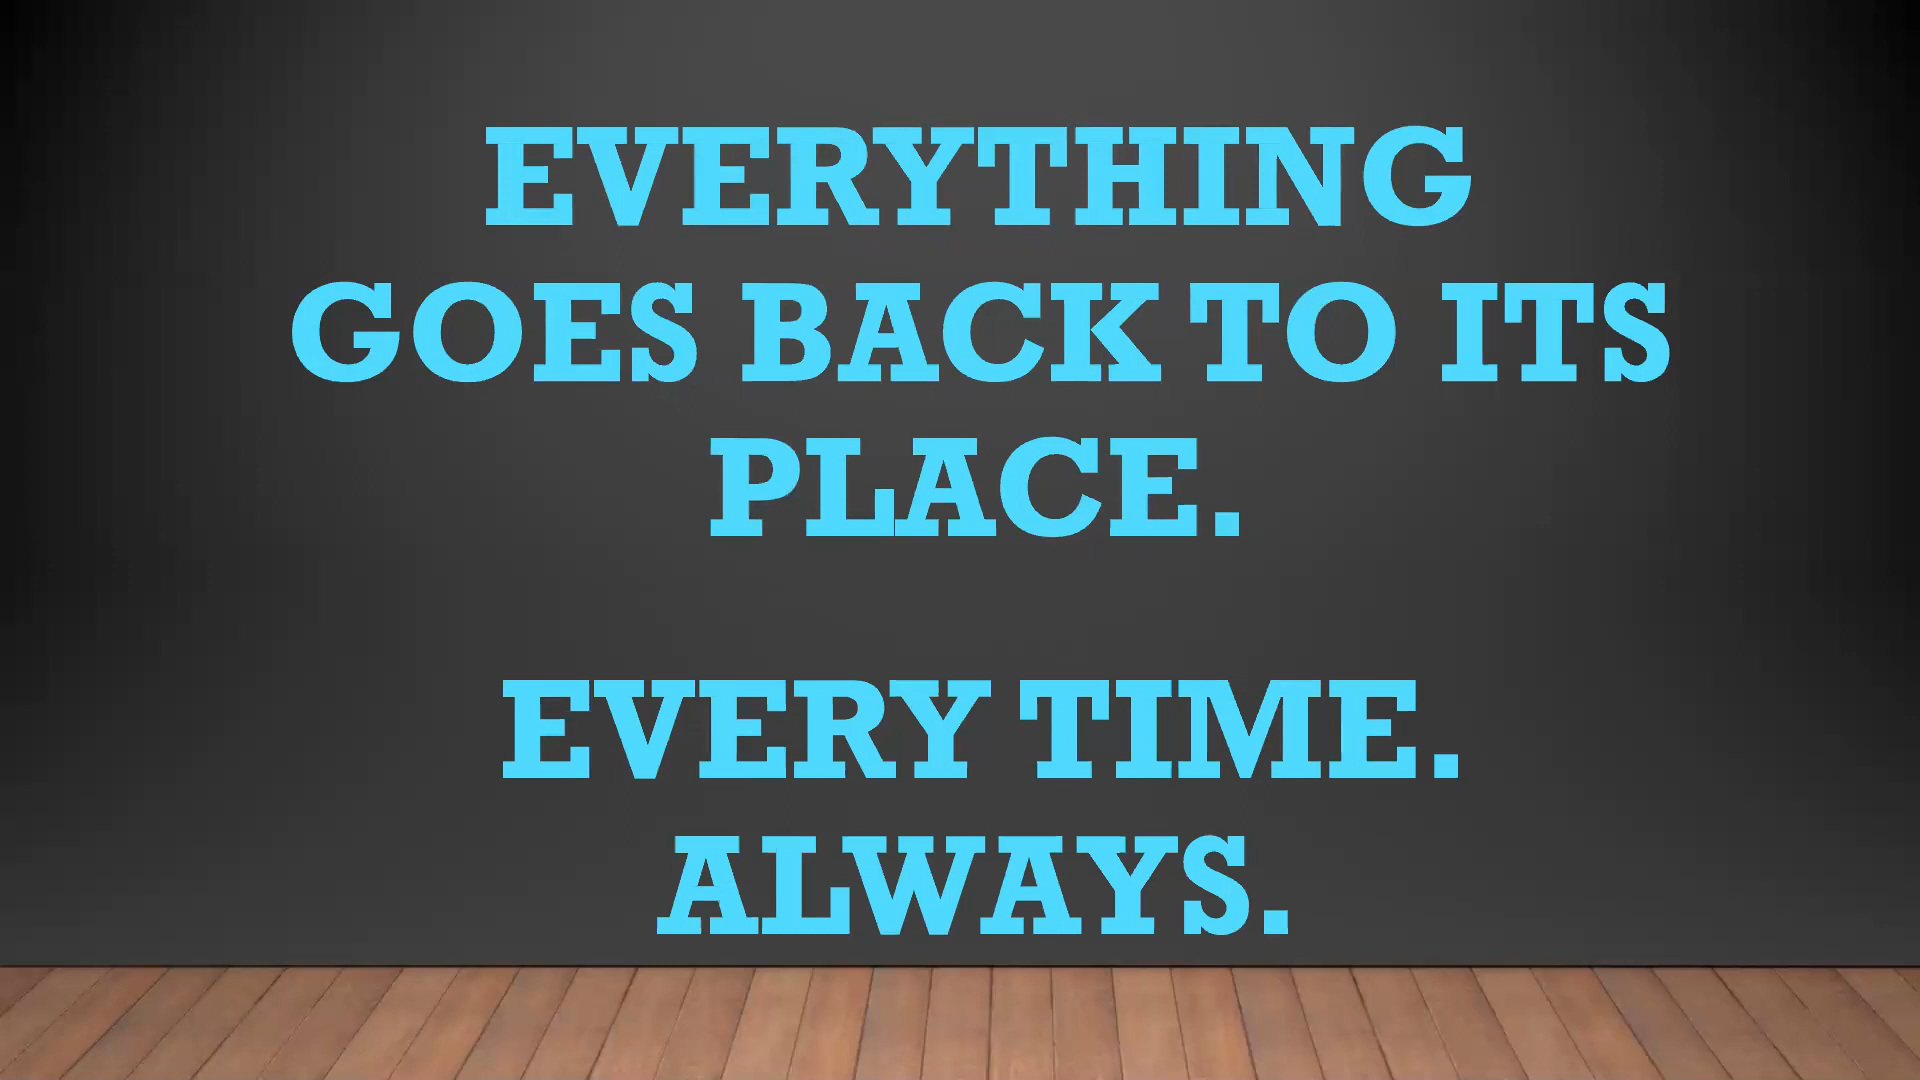 EVERYTHING
GOES BACK TO ITS
PLACE.
EVERY TIME.
ALWAYS.